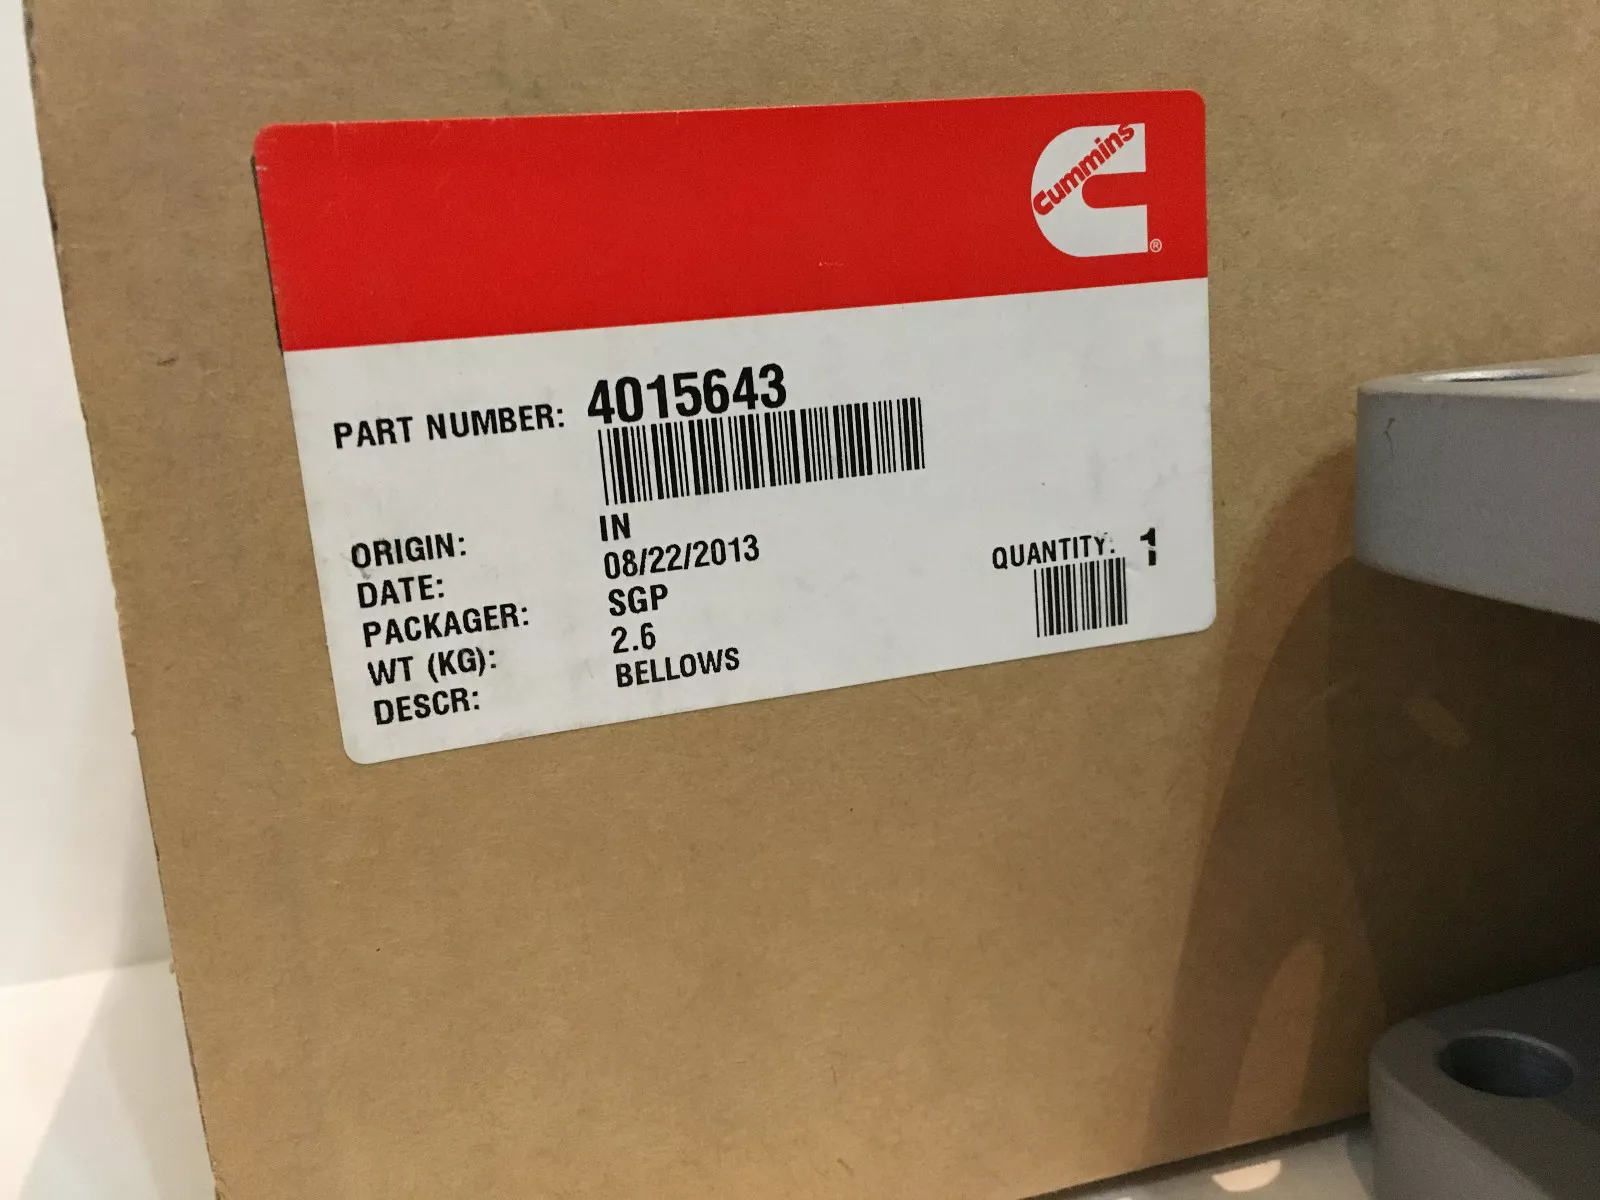 Cummins
®
PART NUMBER: 4015643
ORIGIN: IN
DATE: 08/22/2013
QUANTITY: 1
PACKAGER: SGP
WT (KG): 2.6
DESCR: BELLOWS